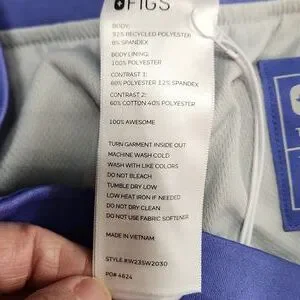 FIGS
BODY:
92% RECYCLED POLYESTER
8% SPANDEX
BODY LINING:
100% POLYESTER
CONTRAST 1:
88% POLYESTER 12% SPANDEX
CONTRAST 2:
60% COTTON 40% POLYESTER
100% AWESOME
TURN GARMENT INSIDE OUT
MACHINE WASH COLD
WASH WITH LIKE COLORS
DO NOT BLEACH
TUMBLE DRY LOW
LOW HEAT IRON IF NEEDED
DO NOT DRY CLEAN
DO NOT USE FABRIC SOFTENER
MADE IN VIETNAM
STYLE #W23SW2030
PO# 4624